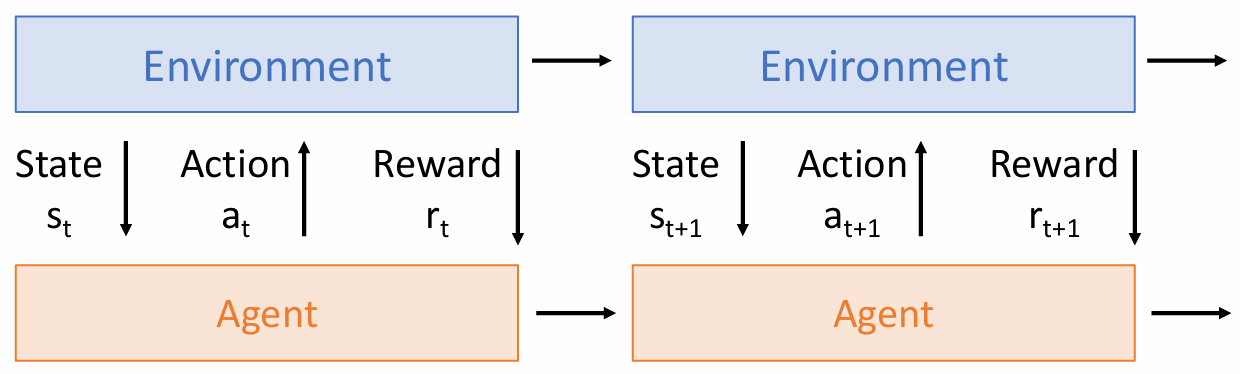 Environment Environment
State Action Reward State Action Reward
s_t a_t r_t s_{t+1} a_{t+1} r_{t+1}
Agent Agent